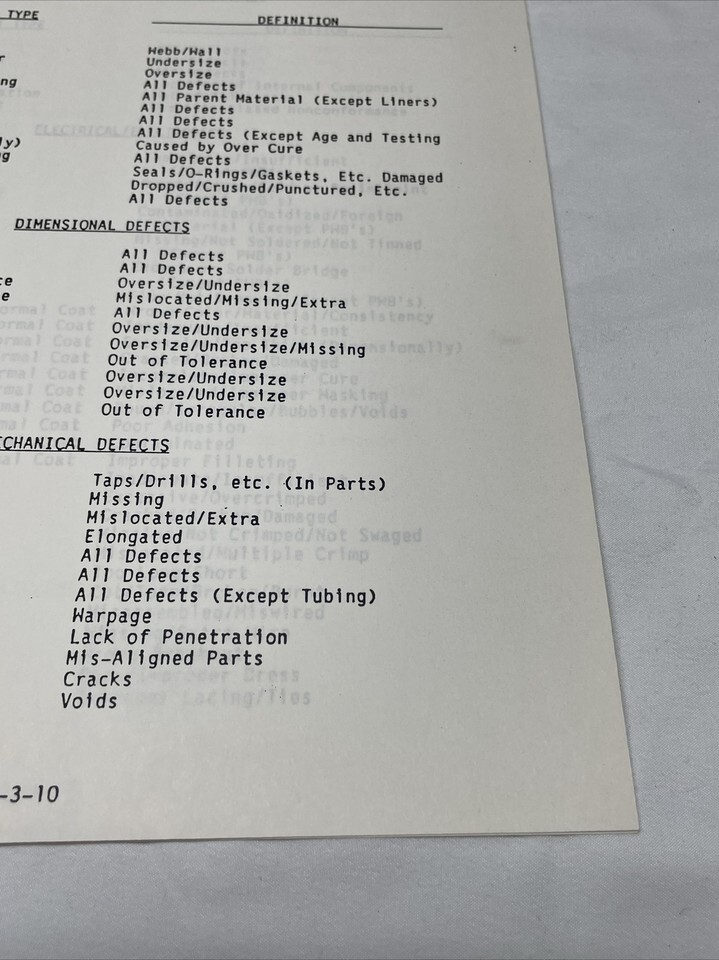 TYPE DEFINITION
Webb/Wall
Undersize
Oversize
ng All Defects
All Parent Material (Except Liners)
All Defects
All Defects
All Defects (Except Age and Testing
ly) Caused by Over Cure
g All Defects
Seals/O-Rings/Gaskets, Etc. Damaged
Dropped/Crushed/Punctured, Etc.
All Defects
DIMENSIONAL DEFECTS
All Defects
All Defects
ce Oversize/Undersize
e Mislocated/Missing/Extra
All Defects
Oversize/Undersize
Oversize/Undersize/Missing
Out of Tolerance
Oversize/Undersize
Oversize/Undersize
Out of Tolerance
CHANICAL DEFECTS
Taps/Drills, etc. (In Parts)
Missing
Mislocated/Extra
Elongated
All Defects
All Defects
All Defects (Except Tubing)
Warpage
Lack of Penetration
Mis-Aligned Parts
Cracks
Voids
-3-10